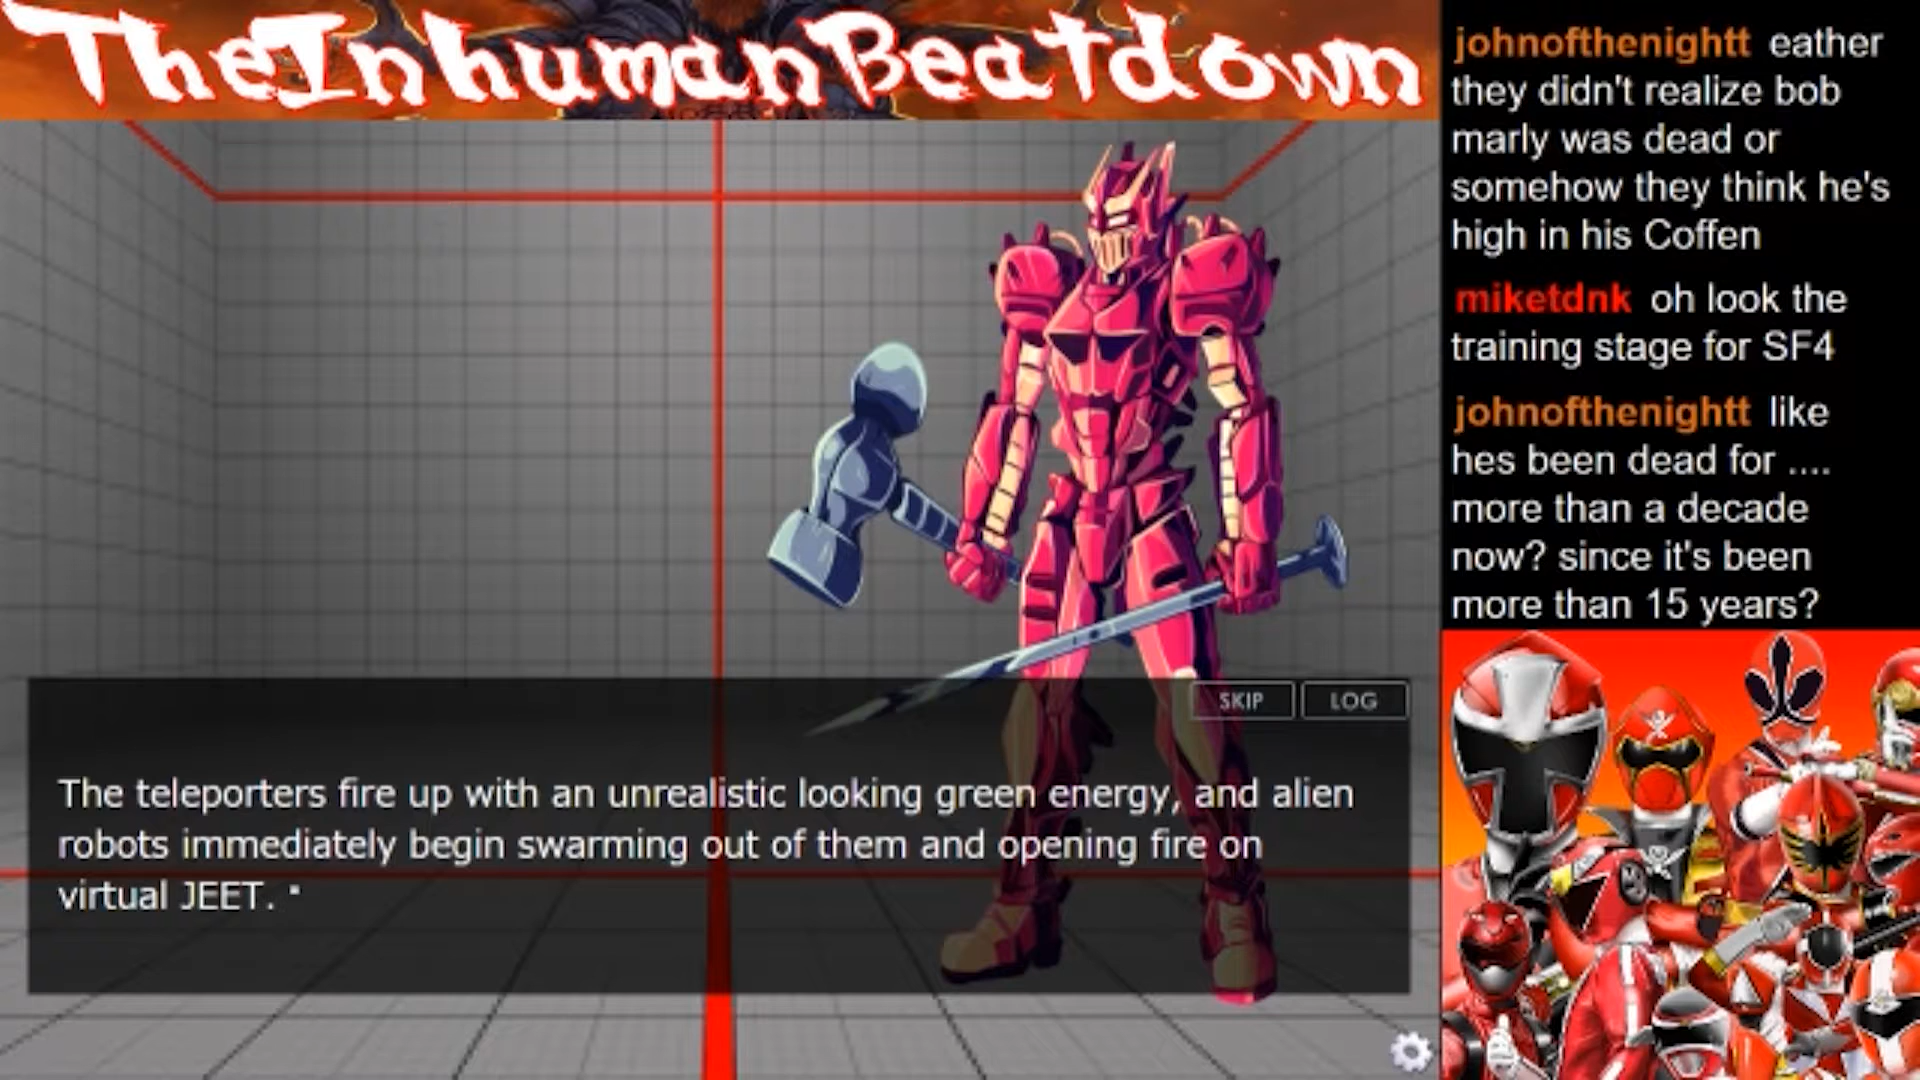 TheInhumanBeatdown
johnofthenightt eather
they didn't realize bob
marly was dead or
somehow they think he's
high in his Coffen
miketdnk oh look the
training stage for SF4
johnofthenightt like
hes been dead for ....
more than a decade
now? since it's been
more than 15 years?
SKIP LOG
The teleporters fire up with an unrealistic looking green energy, and alien
robots immediately begin swarming out of them and opening fire on
virtual JEET.